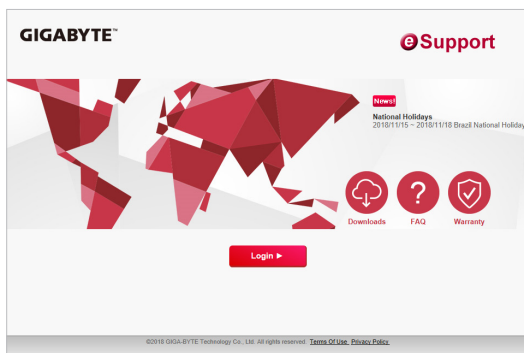 GIGABYTE™
eSupport
News!
National Holidays
2018/11/15 ~ 2018/11/18 Brazil National Holiday
Downloads
FAQ
Warranty
Login ►
©2018 GIGA-BYTE Technology Co., Ltd. All rights reserved. Terms Of Use Privacy Policy